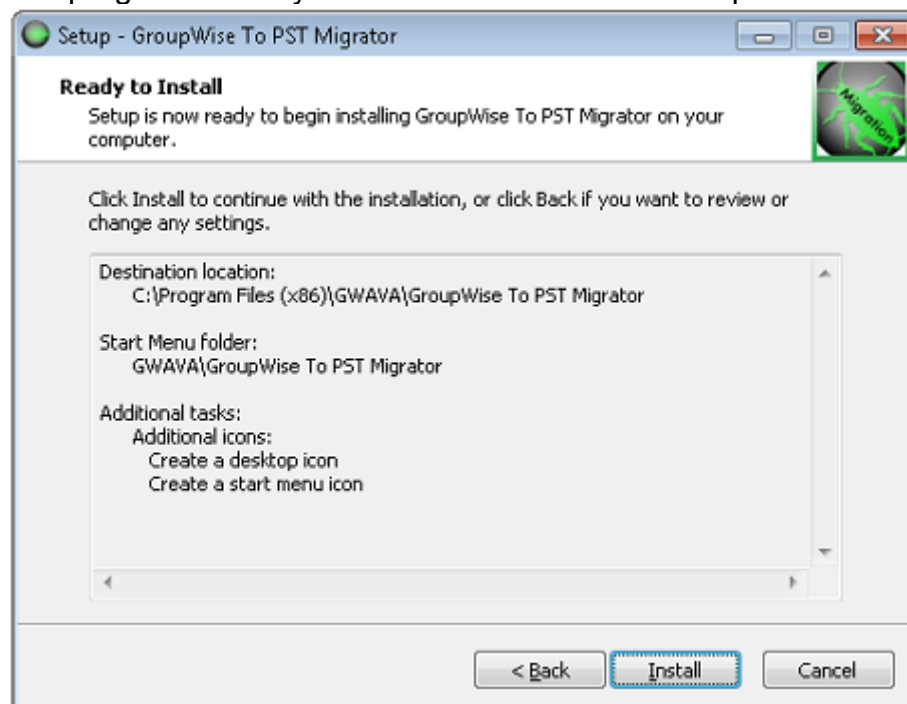 Setup - GroupWise To PST Migrator
Ready to Install
Setup is now ready to begin installing GroupWise To PST Migrator on your
computer.
Migration
Click Install to continue with the installation, or click Back if you want to review or
change any settings.
Destination location:
C:\Program Files (x86)\GWAVA\GroupWise To PST Migrator
Start Menu folder:
GWAVA\GroupWise To PST Migrator
Additional tasks:
Additional icons:
Create a desktop icon
Create a start menu icon
< Back
Install
Cancel